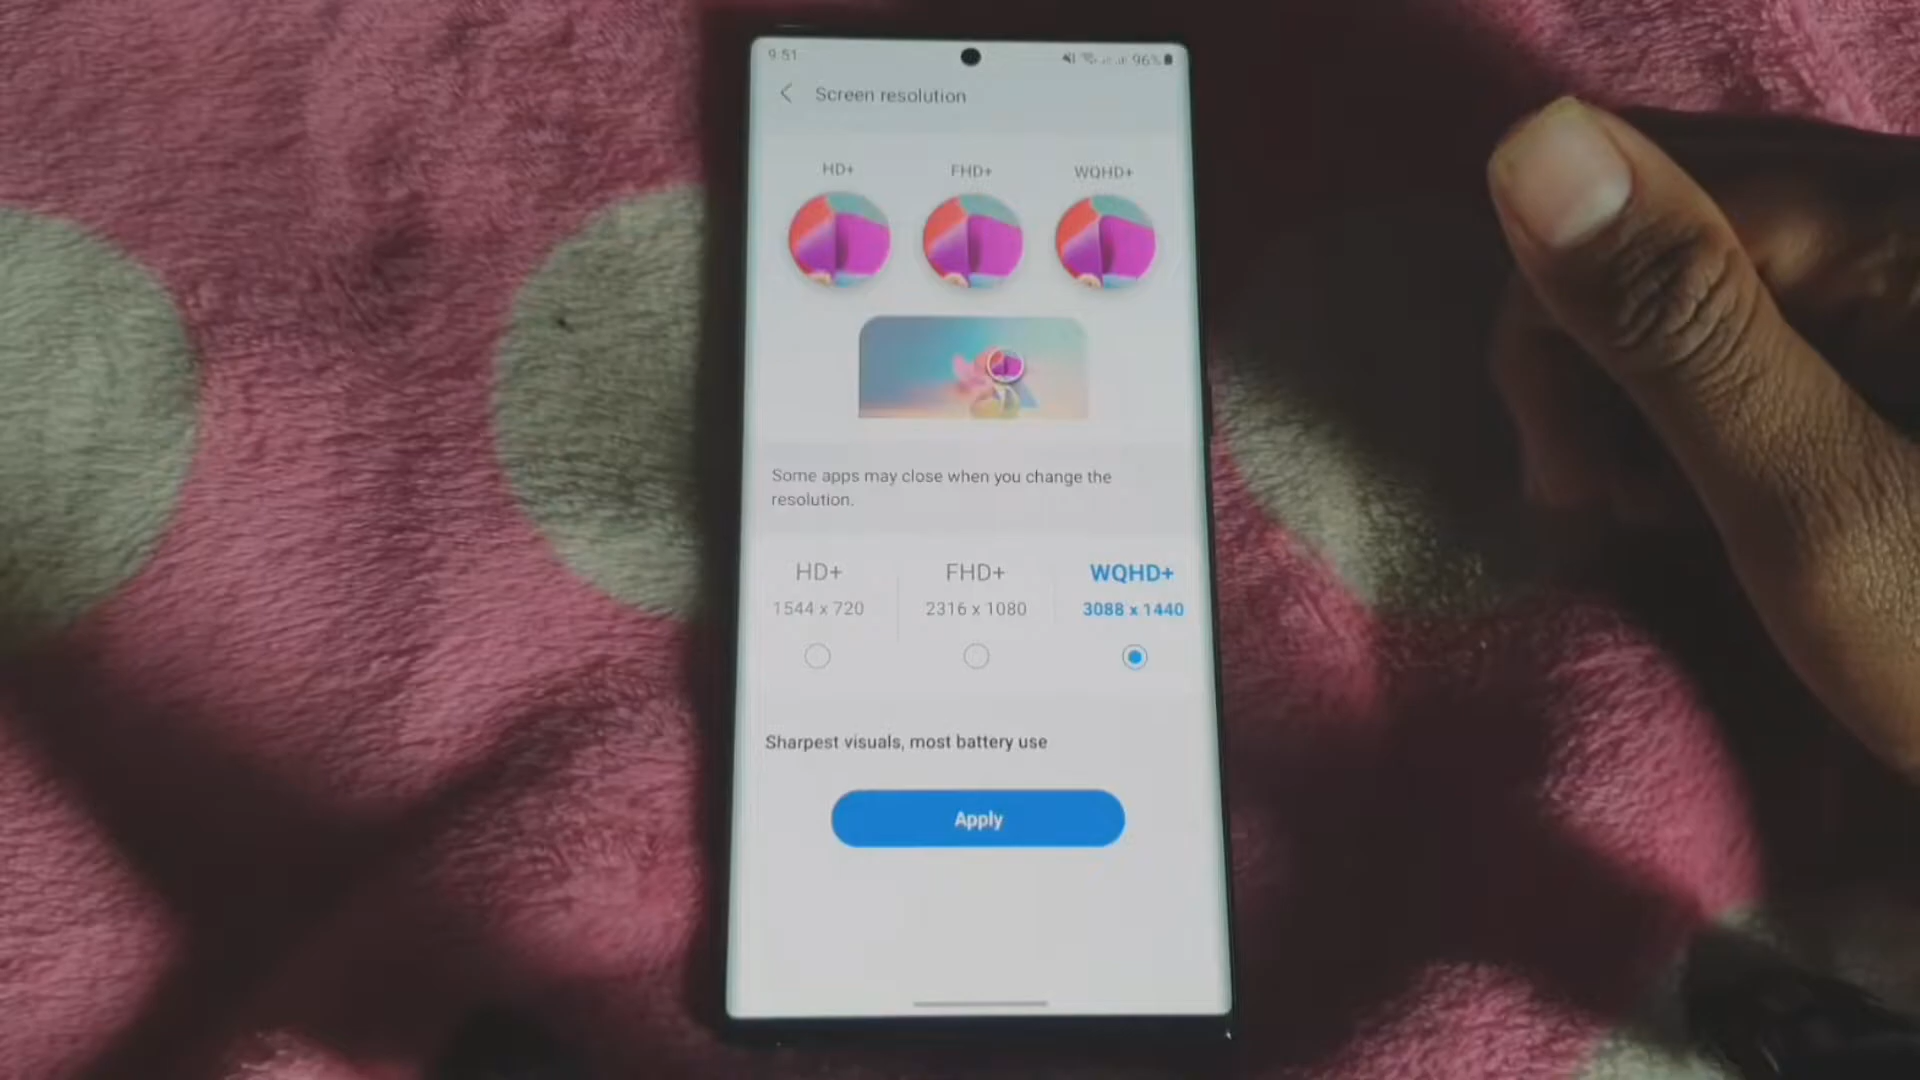 9:51
96%
Screen resolution
HD+ FHD+ WQHD+
Some apps may close when you change the
resolution.
HD+ FHD+ WQHD+
1544 x 720 2316 x 1080 3088 x 1440
Sharpest visuals, most battery use
Apply